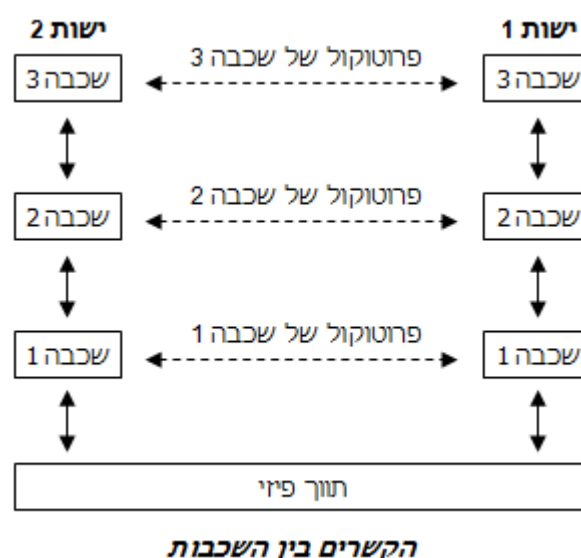 ישות 1
ישות 2
פרוטוקול של שכבה 3
שכבה 3
שכבה 3
פרוטוקול של שכבה 2
שכבה 2
שכבה 2
פרוטוקול של שכבה 1
שכבה 1
שכבה 1
תווך פיזי
הקשרים בין השכבות